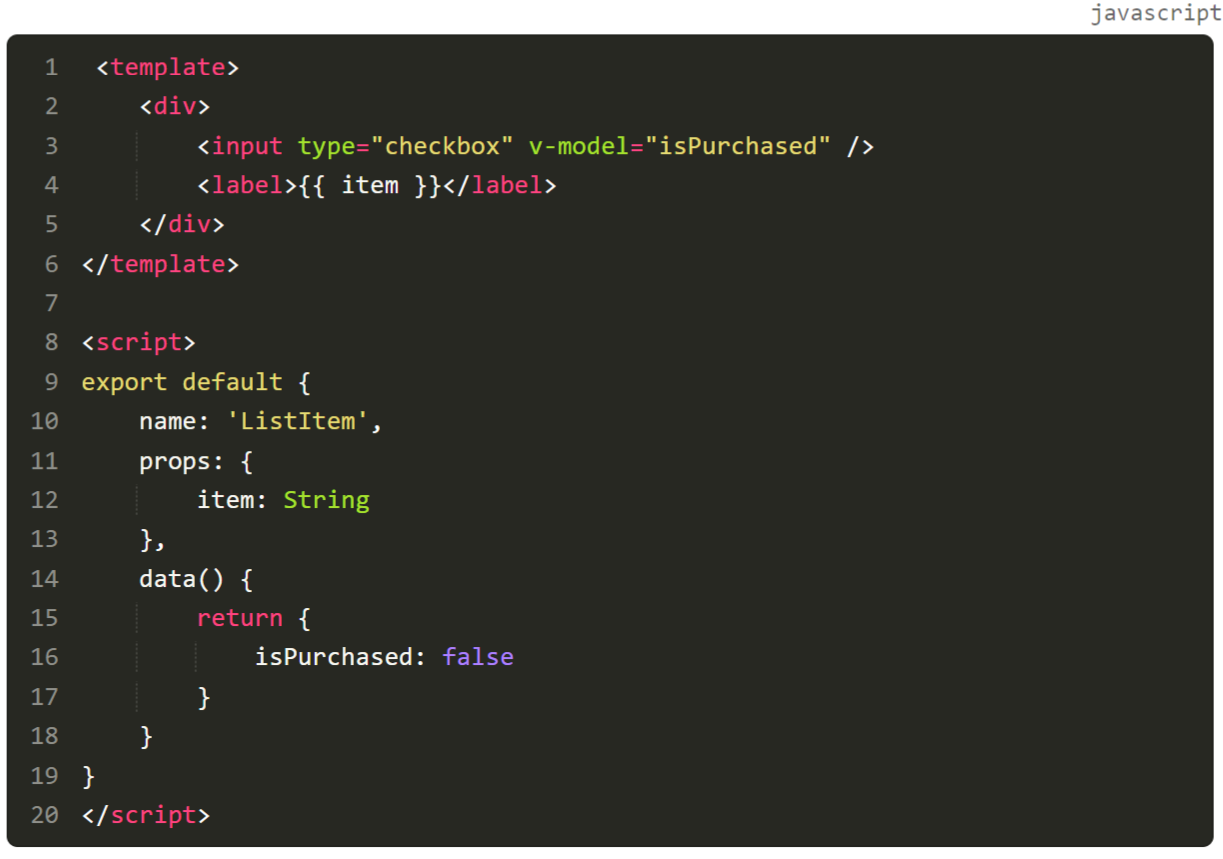 javascript
1 <template>
2 <div>
3 <input type="checkbox" v-model="isPurchased" />
4 <label>{{ item }}</label>
5 </div>
6 </template>
7
8 <script>
9 export default {
10 name: 'ListItem',
11 props: {
12 item: String
13 },
14 data() {
15 return {
16 isPurchased: false
17 }
18 }
19 }
20 </script>